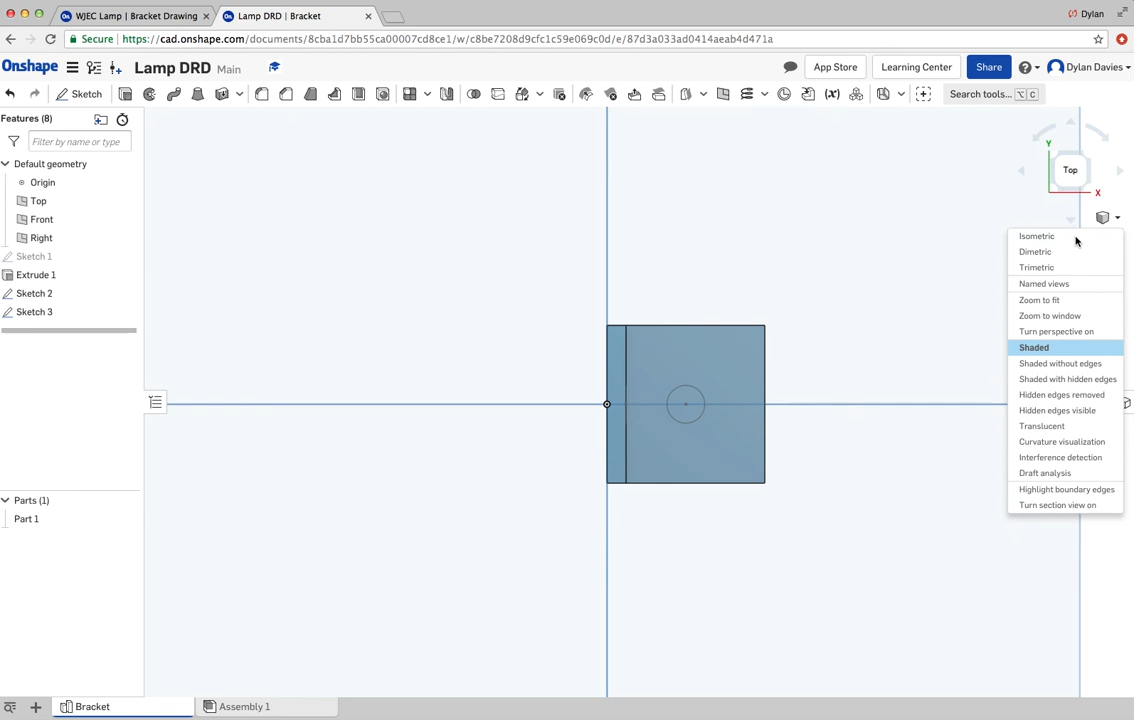 WJEC Lamp | Bracket Drawing ×
Lamp DRD | Bracket ×
Dylan
Secure | https://cad.onshape.com/documents/8cba1d7bb55ca00007cd8ce1/w/c8be7208d9cfc1c59e069c0d/e/87d3a033ad0414aeab4d471a
Onshape Lamp DRD Main
App Store Learning Center Share Dylan Davies
Sketch (x) Search tools... ⌥ C
Features (8)
Filter by name or type
Default geometry
Origin
Top
Front
Right
Sketch 1
Extrude 1
Sketch 2
Sketch 3
Parts (1)
Part 1
Y
Top
X
Isometric
Dimetric
Trimetric
Named views
Zoom to fit
Zoom to window
Turn perspective on
Shaded
Shaded without edges
Shaded with hidden edges
Hidden edges removed
Hidden edges visible
Translucent
Curvature visualization
Interference detection
Draft analysis
Highlight boundary edges
Turn section view on
Bracket Assembly 1